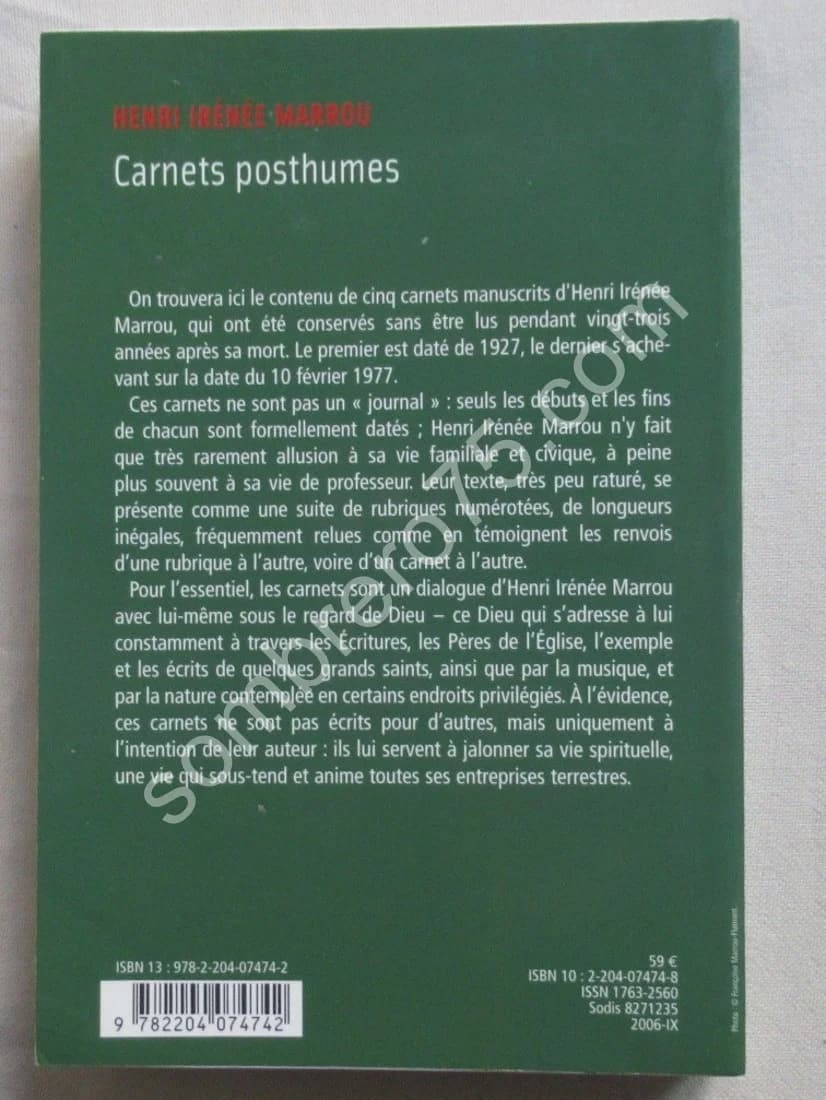 HENRI IRÉNÉE MARROU
Carnets posthumes
On trouvera ici le contenu de cinq carnets manuscrits d'Henri Irénée
Marrou, qui ont été conservés sans être lus pendant vingt-trois
années après sa mort. Le premier est daté de 1927, le dernier s'ache-
vant sur la date du 10 février 1977.
Ces carnets ne sont pas un « journal » : seuls les débuts et les fins
de chacun sont formellement datés ; Henri Irénée Marrou n'y fait
que très rarement allusion à sa vie familiale et civique, à peine
plus souvent à sa vie de professeur. Leur texte, très peu raturé, se
présente comme une suite de rubriques numérotées, de longueurs
inégales, fréquemment relues comme en témoignent les renvois
d'une rubrique à l'autre, voire d'un carnet à l'autre.
Pour l'essentiel, les carnets sont un dialogue d'Henri Irénée Marrou
avec lui-même sous le regard de Dieu – ce Dieu qui s'adresse à lui
constamment à travers les Écritures, les Pères de l'Église, l'exemple
et les écrits de quelques grands saints, ainsi que par la musique, et
par la nature contemplée en certains endroits privilégiés. À l'évidence,
ces carnets ne sont pas écrits pour d'autres, mais uniquement à
l'intention de leur auteur : ils lui servent à jalonner sa vie spirituelle,
une vie qui sous-tend et anime toutes ses entreprises terrestres.
sombrero75.com
ISBN 13 : 978-2-204-07474-2
9 782204 074742
59 €
ISBN 10 : 2-204-07474-8
ISSN 1763-2560
Sodis 8271235
2006-IX
Photo : © Françoise Marrou-Flamant.